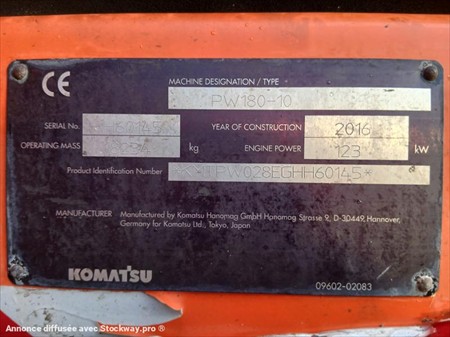 CE
MACHINE DESIGNATION / TYPE
PW180-10
SERIAL No.
YEAR OF CONSTRUCTION 2016
OPERATING MASS kg ENGINE POWER 123 kW
Product Identification Number
MANUFACTURER Manufactured by Komatsu Hanomag GmbH Hanomag Strasse 9, D-30449, Hannover,
Germany for Komatsu Ltd., Tokyo, Japan
KOMATSU
09602-02083
Annonce diffusée avec Stockway.pro ®